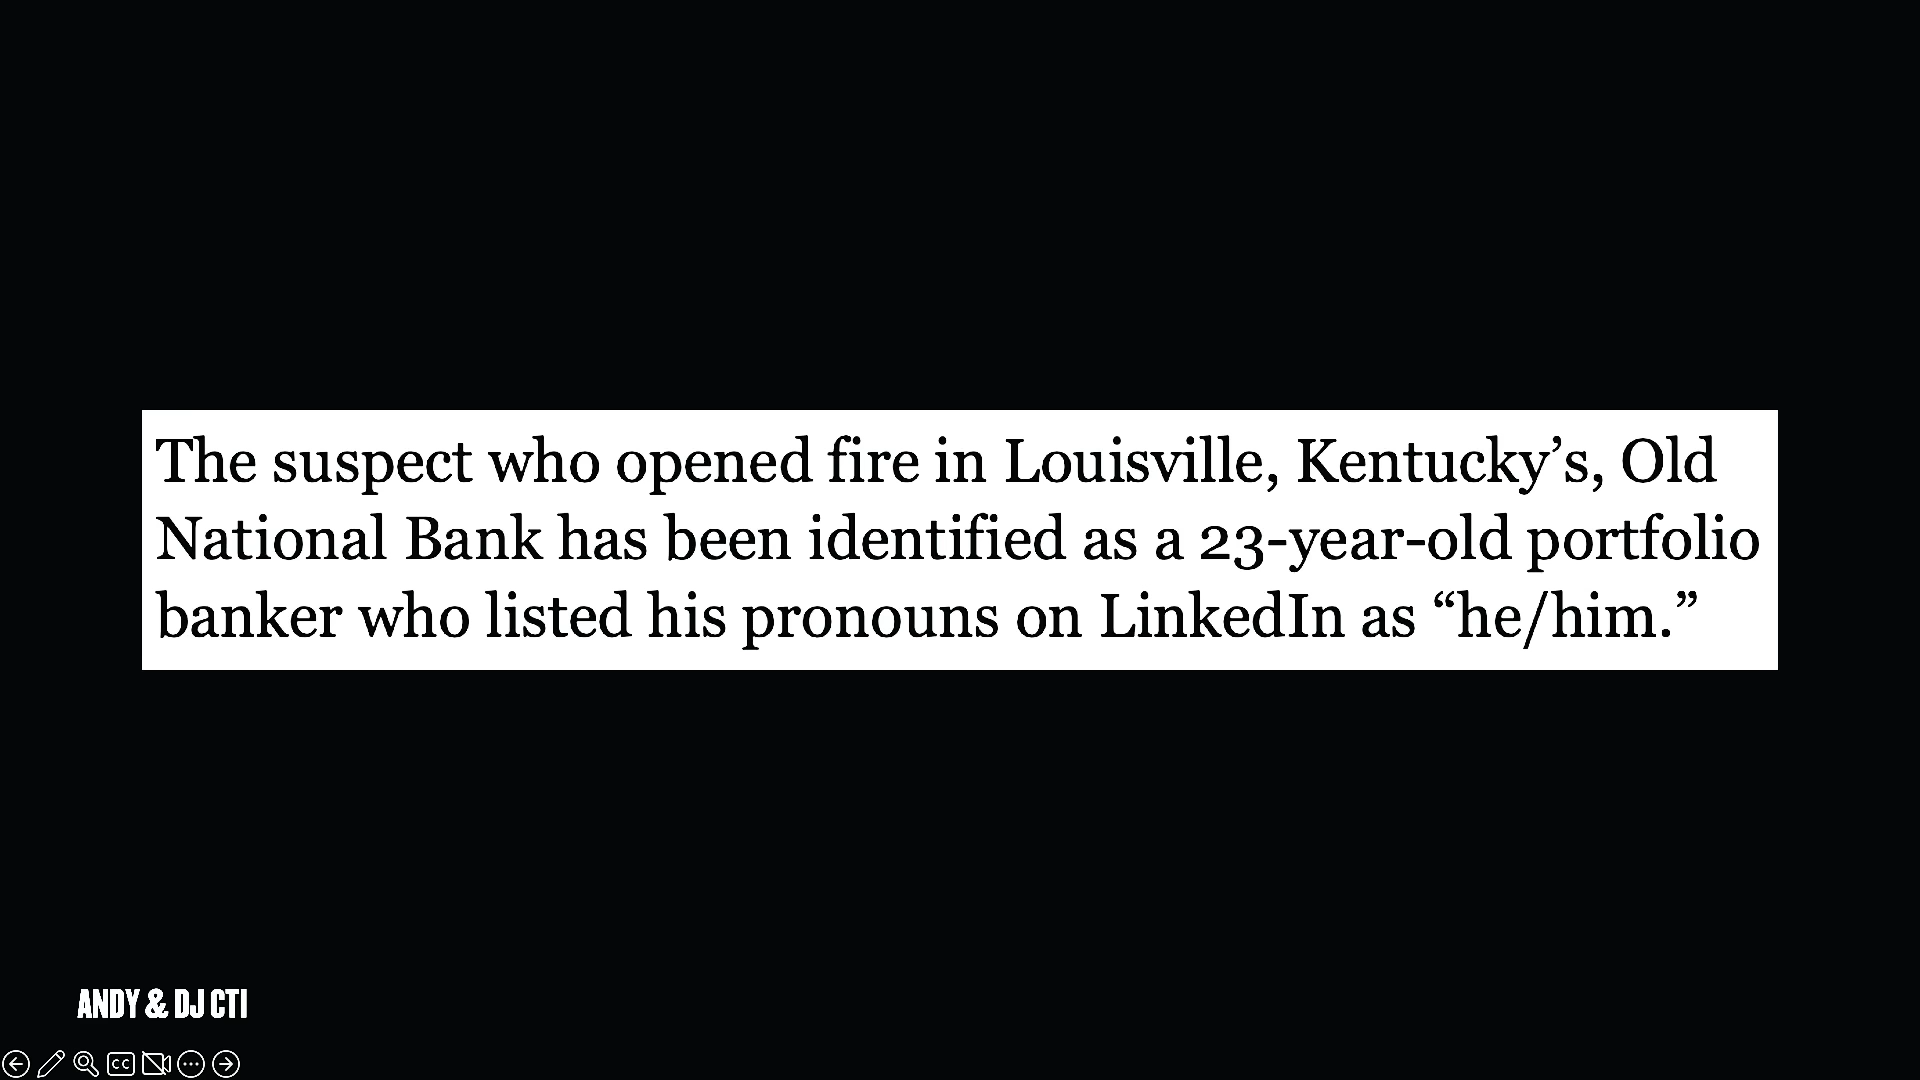 The suspect who opened fire in Louisville, Kentucky’s, Old
National Bank has been identified as a 23-year-old portfolio
banker who listed his pronouns on LinkedIn as “he/him.”
ANDY & DJ CTI
CC